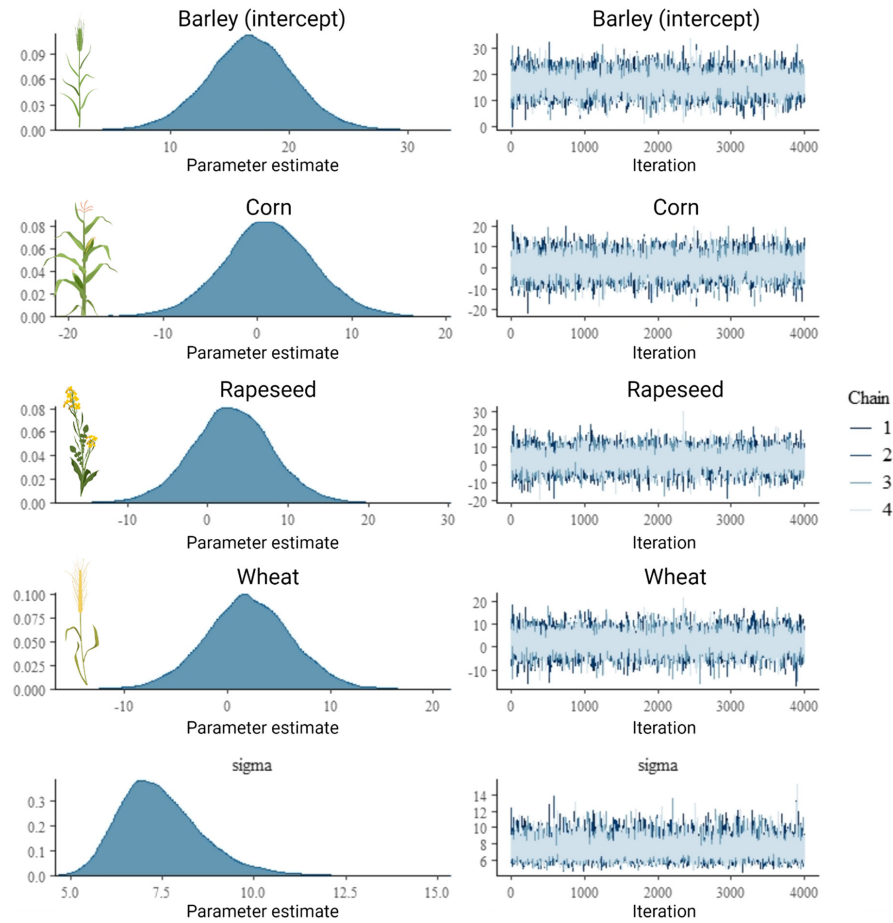 Barley (intercept) Barley (intercept)
0.09 30
0.06 20
0.03 10
0.00 0
10 20 30 0 1000 2000 3000 4000
Parameter estimate Iteration
Corn Corn
0.08 20
0.06 10
0.04 0
0.02 -10
0.00 -20
-20 -10 0 10 20 0 1000 2000 3000 4000
Parameter estimate Iteration
Rapeseed Rapeseed
0.08 30
0.06 20
0.04 10
0.02 0
0.00 -10
-20
-10 0 10 20 30 0 1000 2000 3000 4000
Parameter estimate Iteration
Chain
1
2
3
4
Wheat Wheat
0.100 20
0.075 10
0.050 0
0.025 -10
0.000
-10 0 10 20 0 1000 2000 3000 4000
Parameter estimate Iteration
sigma sigma
0.3 14
0.2 12
0.1 10
0.0 8
6
5.0 7.5 10.0 12.5 15.0 0 1000 2000 3000 4000
Parameter estimate Iteration